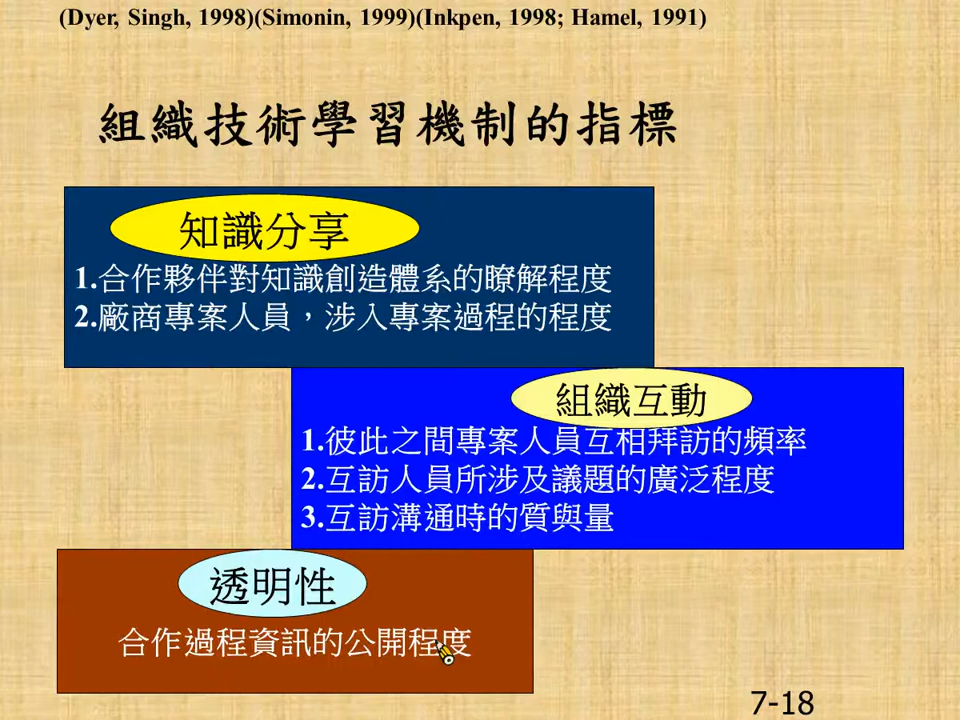 (Dyer, Singh, 1998)(Simonin, 1999)(Inkpen, 1998; Hamel, 1991)
組織技術學習機制的指標
知識分享
1.合作夥伴對知識創造體系的瞭解程度
2.廠商專案人員，涉入專案過程的程度
組織互動
1.彼此之間專案人員互相拜訪的頻率
2.互訪人員所涉及議題的廣泛程度
3.互訪溝通時的質與量
透明性
合作過程資訊的公開程度
7-18